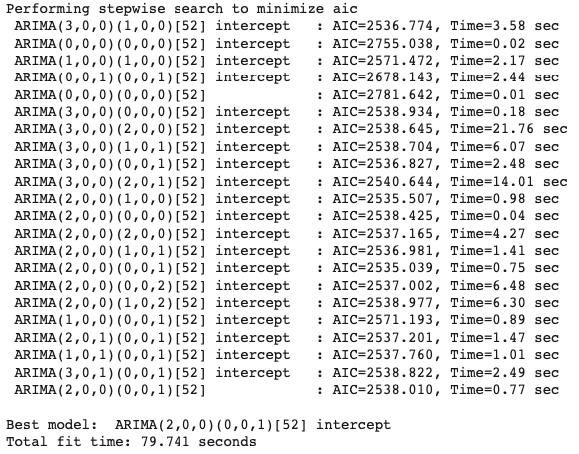 Performing stepwise search to minimize aic
ARIMA(3,0,0)(1,0,0)[52] intercept : AIC=2536.774, Time=3.58 sec
ARIMA(0,0,0)(0,0,0)[52] intercept : AIC=2755.038, Time=0.02 sec
ARIMA(1,0,0)(1,0,0)[52] intercept : AIC=2571.472, Time=2.17 sec
ARIMA(0,0,1)(0,0,1)[52] intercept : AIC=2678.143, Time=2.44 sec
ARIMA(0,0,0)(0,0,0)[52] : AIC=2781.642, Time=0.01 sec
ARIMA(3,0,0)(0,0,0)[52] intercept : AIC=2538.934, Time=0.18 sec
ARIMA(3,0,0)(2,0,0)[52] intercept : AIC=2538.645, Time=21.76 sec
ARIMA(3,0,0)(1,0,1)[52] intercept : AIC=2538.704, Time=6.07 sec
ARIMA(3,0,0)(0,0,1)[52] intercept : AIC=2536.827, Time=2.48 sec
ARIMA(3,0,0)(2,0,1)[52] intercept : AIC=2540.644, Time=14.01 sec
ARIMA(2,0,0)(1,0,0)[52] intercept : AIC=2535.507, Time=0.98 sec
ARIMA(2,0,0)(0,0,0)[52] intercept : AIC=2538.425, Time=0.04 sec
ARIMA(2,0,0)(2,0,0)[52] intercept : AIC=2537.165, Time=4.27 sec
ARIMA(2,0,0)(1,0,1)[52] intercept : AIC=2536.981, Time=1.41 sec
ARIMA(2,0,0)(0,0,1)[52] intercept : AIC=2535.039, Time=0.75 sec
ARIMA(2,0,0)(0,0,2)[52] intercept : AIC=2537.002, Time=6.48 sec
ARIMA(2,0,0)(1,0,2)[52] intercept : AIC=2538.977, Time=6.30 sec
ARIMA(1,0,0)(0,0,1)[52] intercept : AIC=2571.193, Time=0.89 sec
ARIMA(2,0,1)(0,0,1)[52] intercept : AIC=2537.201, Time=1.47 sec
ARIMA(1,0,1)(0,0,1)[52] intercept : AIC=2537.760, Time=1.01 sec
ARIMA(3,0,1)(0,0,1)[52] intercept : AIC=2538.822, Time=2.49 sec
ARIMA(2,0,0)(0,0,1)[52] : AIC=2538.010, Time=0.77 sec
Best model: ARIMA(2,0,0)(0,0,1)[52] intercept
Total fit time: 79.741 seconds